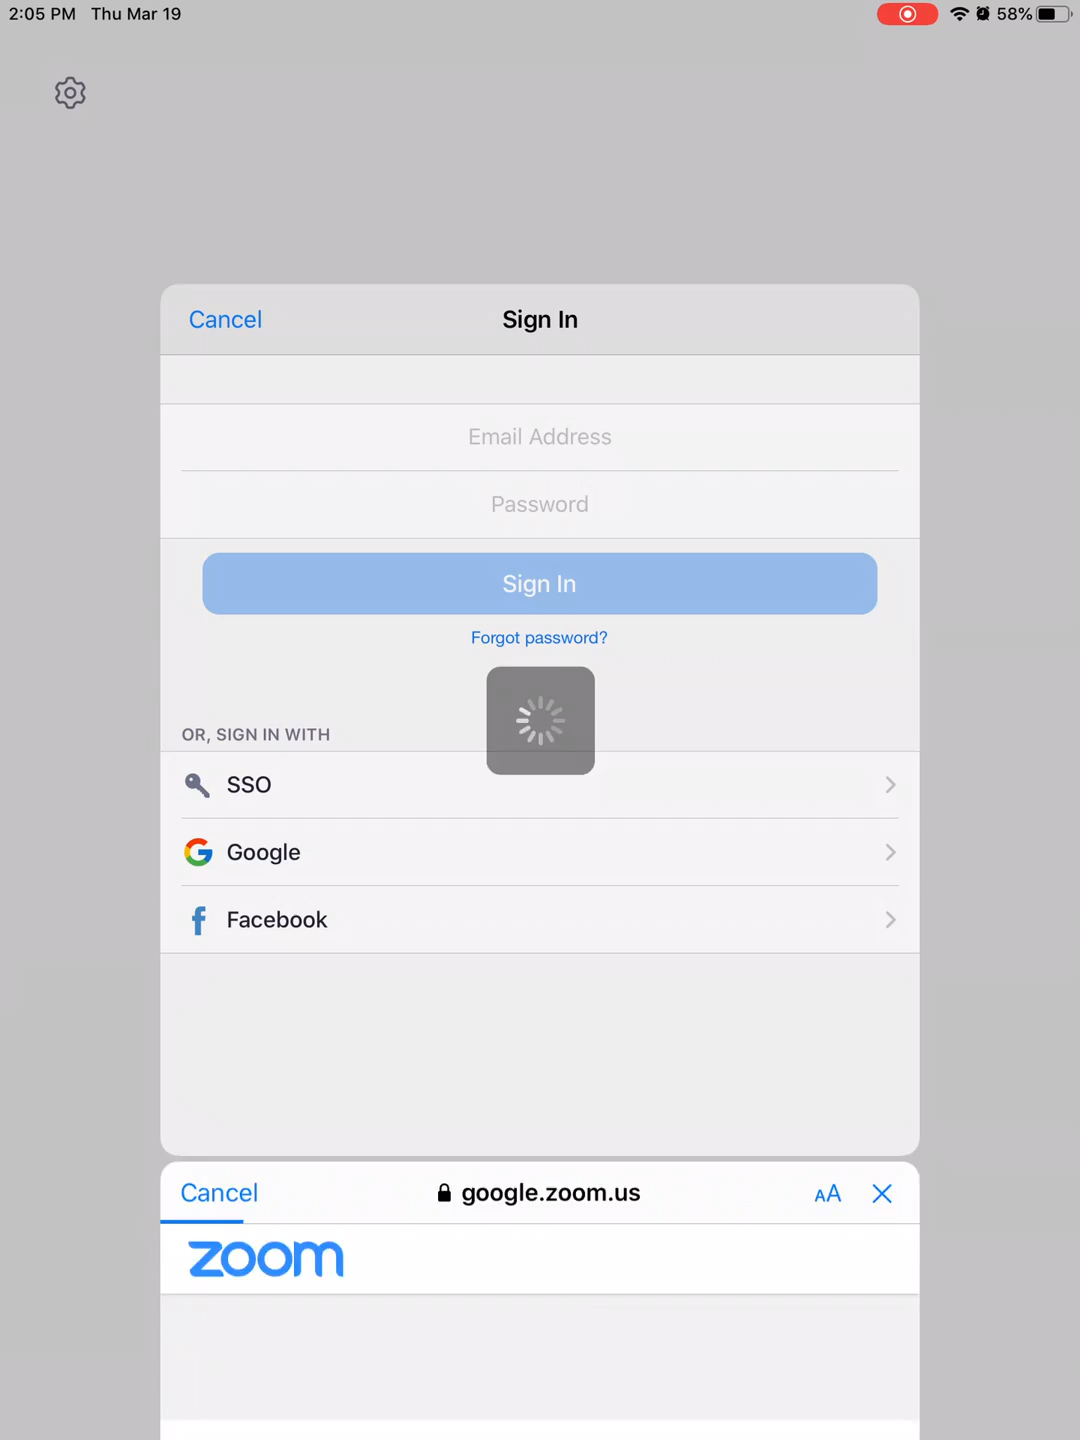 2:05 PM Thu Mar 19 58%
Cancel Sign In
Email Address
Password
Sign In
Forgot password?
OR, SIGN IN WITH
SSO
Google
Facebook
Cancel google.zoom.us AA
zoom